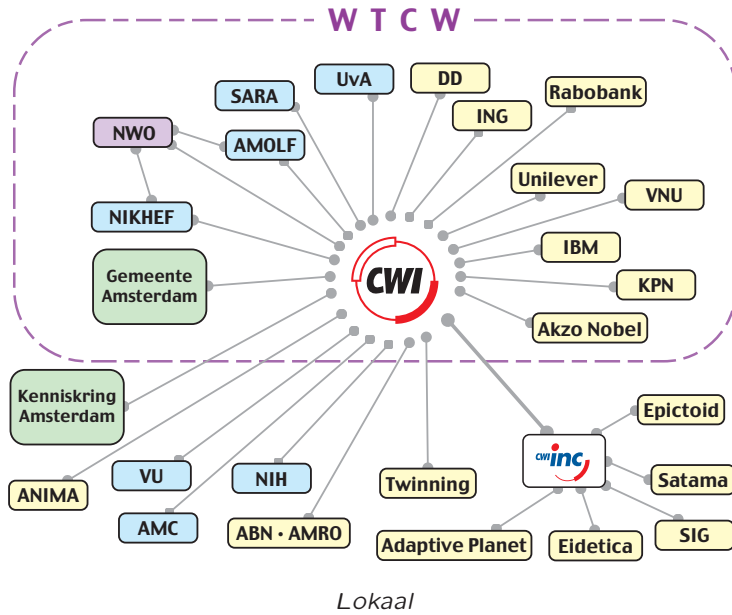 WTCW
UvA
DD
Rabobank
SARA
ING
NWO
AMOLF
Unilever
VNU
NIKHEF
IBM
Gemeente
Amsterdam
CWI
KPN
Akzo Nobel
Kenniskring
Amsterdam
Epictoid
CWI inc
VU
NIH
Twinning
Satama
ANIMA
AMC
ABN · AMRO
Adaptive Planet
Eidetica
SIG
Lokaal